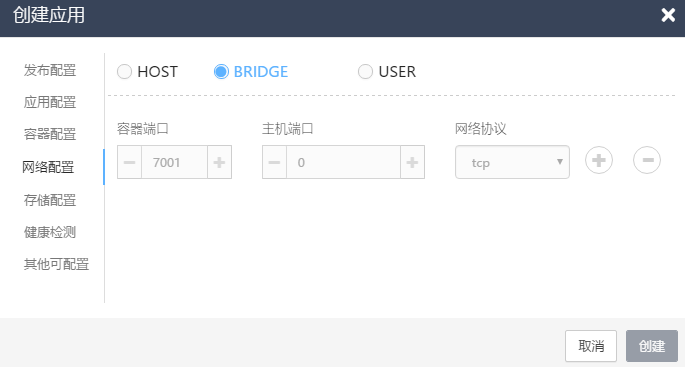 创建应用
发布配置
应用配置
容器配置
网络配置
存储配置
健康检测
其他可配置
HOST BRIDGE USER
容器端口 主机端口 网络协议
7001 0 tcp
取消 创建